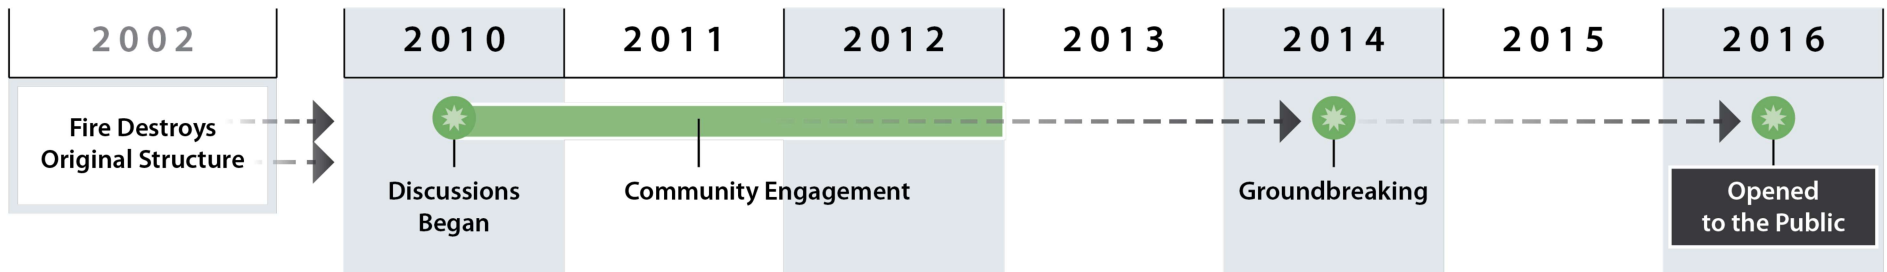 2002 2010 2011 2012 2013 2014 2015 2016
Fire Destroys
Original Structure
Discussions
Began
Community Engagement
Groundbreaking
Opened
to the Public